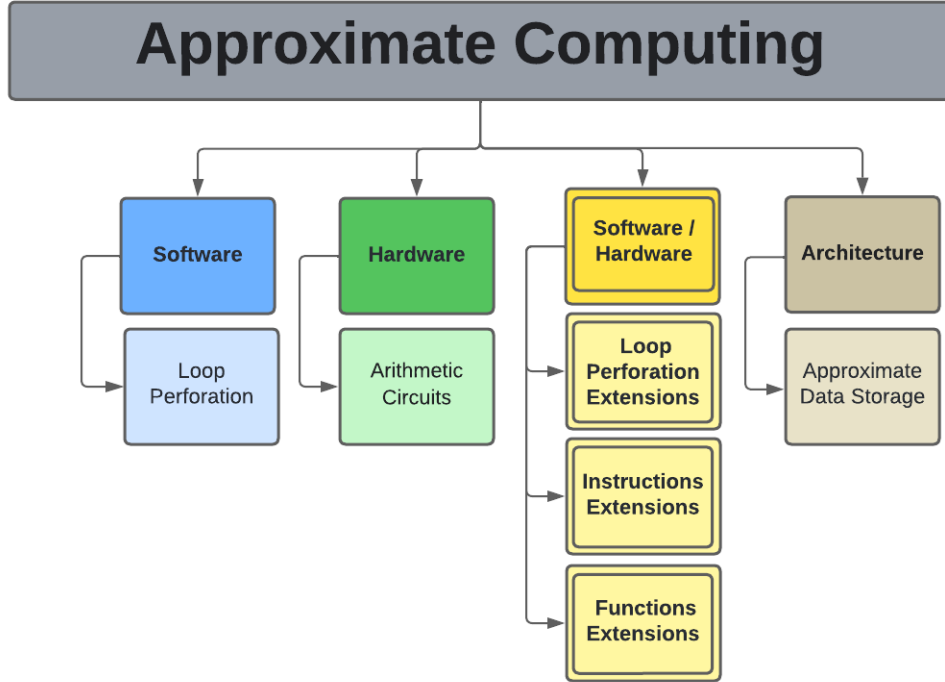 Approximate Computing
Software
Hardware
Software /
Hardware
Architecture
Loop
Perforation
Arithmetic
Circuits
Loop
Perforation
Extensions
Approximate
Data Storage
Instructions
Extensions
Functions
Extensions